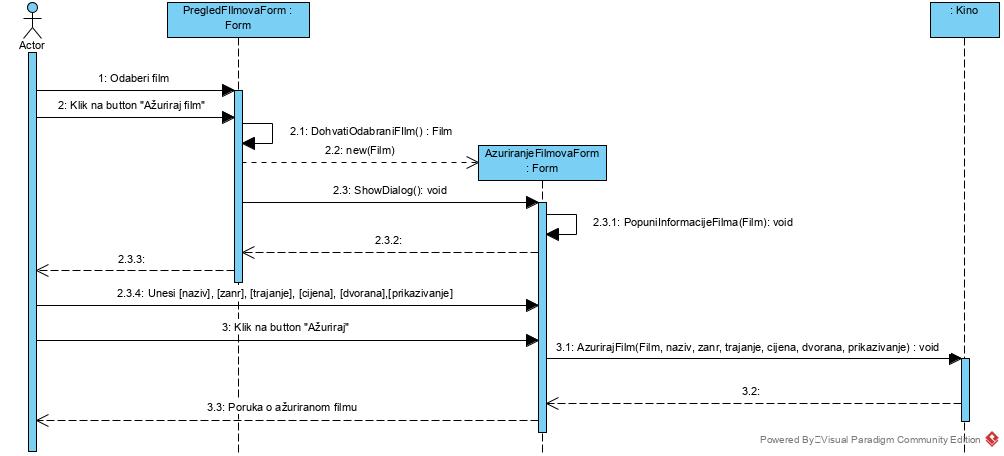 PregledFIlmovaForm :
Form
: Kino
Actor
1: Odaberi film
2: Klik na button "Ažuriraj film"
2.1: DohvatiOdabraniFIlm() : Film
2.2: new(Film)
AzuriranjeFilmovaForm
: Form
2.3: ShowDialog(): void
2.3.1: PopuniInformacijeFilma(Film): void
2.3.2:
2.3.3:
2.3.4: Unesi [naziv], [zanr], [trajanje], [cijena], [dvorana],[prikazivanje]
3: Klik na button "Ažuriraj"
3.1: AzurirajFilm(Film, naziv, zanr, trajanje, cijena, dvorana, prikazivanje) : void
3.2:
3.3: Poruka o ažuriranom filmu
Powered By Visual Paradigm Community Edition